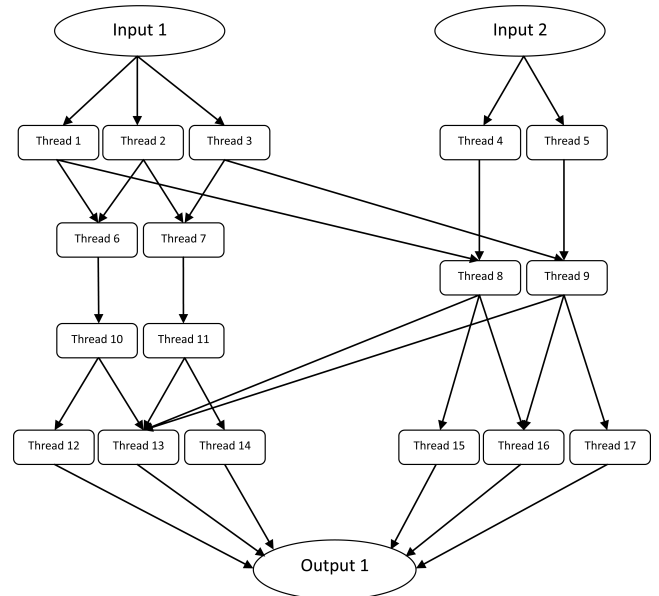 Input 1
Input 2
Thread 1
Thread 2
Thread 3
Thread 4
Thread 5
Thread 6
Thread 7
Thread 8
Thread 9
Thread 10
Thread 11
Thread 12
Thread 13
Thread 14
Thread 15
Thread 16
Thread 17
Output 1